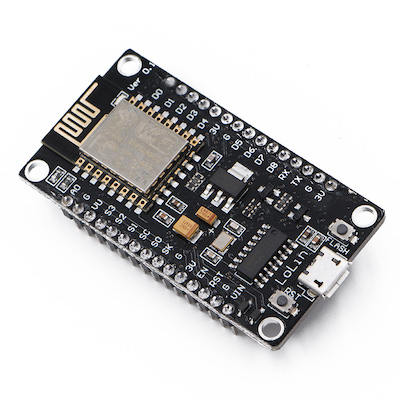 Ver 0.1
D0
D1
D2
D3
D4
3V
G
D5
D6
D7
D8
RX
TX
G
3V
FLASH
A0
G
VU
S3
S2
S1
SC
S0
SK
G
3V
EN
RST
G
VIN
RST
LoLin